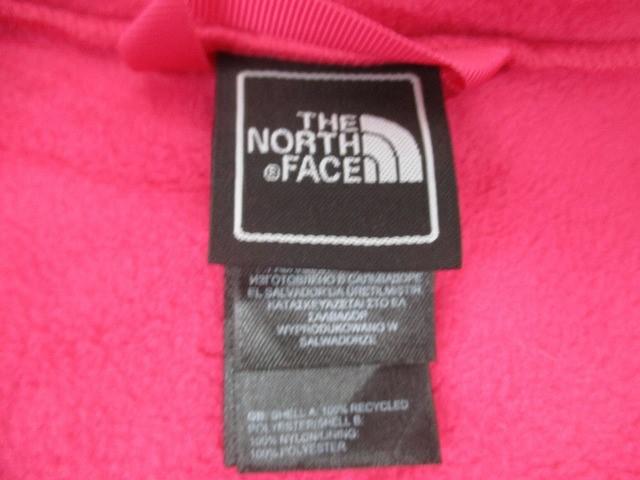 THE
NORTH
®FACE
ИЗГОТОВЛЕНО В САЛЬВАДОРЕ
EL SALVADOR'DA ÜRETİLMİŞTİR
ΚΑΤΑΣΚΕΥΑΖΕΤΑΙ ΣΤΟ ΕΛ
ΣΑΛΒΑΔΟΡ
WYPRODUKOWANO W
SALWADORZE
GB: SHELL A: 100% RECYCLED
POLYESTER/SHELL B:
100% NYLON/LINING:
100% POLYESTER